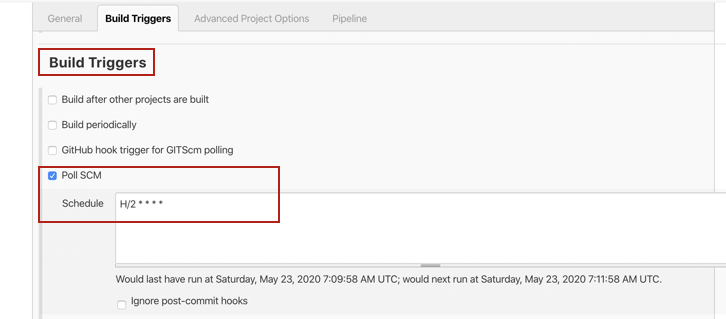 General Build Triggers Advanced Project Options Pipeline
Build Triggers
Build after other projects are built
Build periodically
GitHub hook trigger for GITScm polling
Poll SCM
Schedule H/2 * * * *
Would last have run at Saturday, May 23, 2020 7:09:58 AM UTC; would next run at Saturday, May 23, 2020 7:11:58 AM UTC.
Ignore post-commit hooks